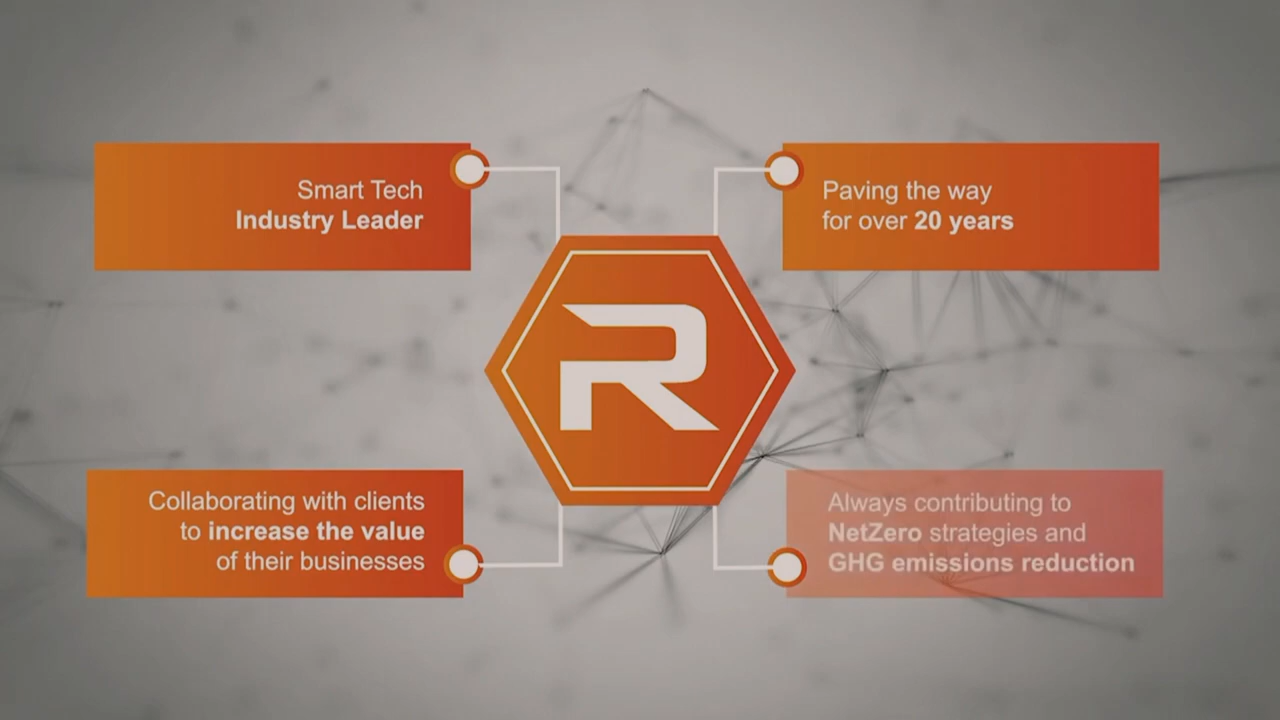 Smart Tech
Industry Leader
Paving the way
for over 20 years
R
Collaborating with clients
to increase the value
of their businesses
Always contributing to
NetZero strategies and
GHG emissions reduction